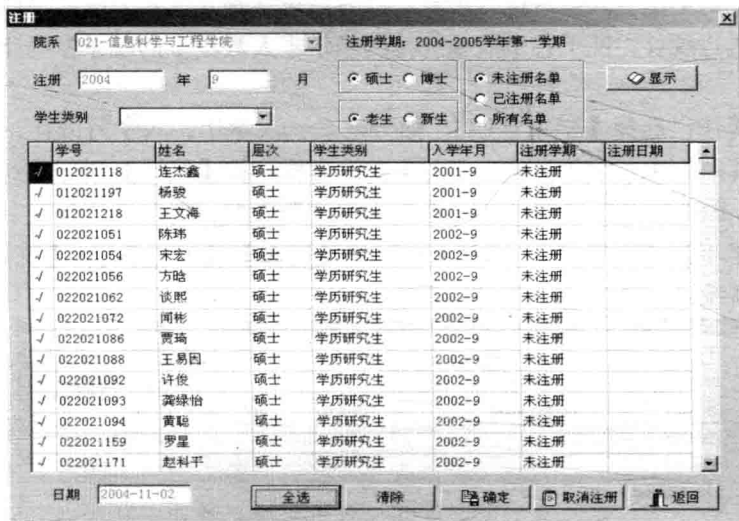 注册
院系 021-信息科学与工程学院 注册学期: 2004-2005学年第一学期
注册 2004 年 9 月 硕士 博士 未注册名单 显示
已注册名单
学生类别 老生 新生 所有名单
学号 姓名 层次 学生类别 入学年月 注册学期 注册日期
√ 012021118 连杰鑫 硕士 学历研究生 2001-9 未注册
√ 012021197 杨骏 硕士 学历研究生 2001-9 未注册
√ 012021218 王文海 硕士 学历研究生 2001-9 未注册
√ 022021051 陈玮 硕士 学历研究生 2002-9 未注册
√ 022021054 宋宏 硕士 学历研究生 2002-9 未注册
√ 022021056 方晗 硕士 学历研究生 2002-9 未注册
√ 022021062 谈熙 硕士 学历研究生 2002-9 未注册
√ 022021072 闻彬 硕士 学历研究生 2002-9 未注册
√ 022021086 贾琦 硕士 学历研究生 2002-9 未注册
√ 022021088 王易因 硕士 学历研究生 2002-9 未注册
√ 022021092 许俊 硕士 学历研究生 2002-9 未注册
√ 022021093 龚绿怡 硕士 学历研究生 2002-9 未注册
√ 022021094 黄聪 硕士 学历研究生 2002-9 未注册
√ 022021159 罗星 硕士 学历研究生 2002-9 未注册
√ 022021171 赵科平 硕士 学历研究生 2002-9 未注册
日期 2004-11-02 全选 清除 确定 取消注册 返回